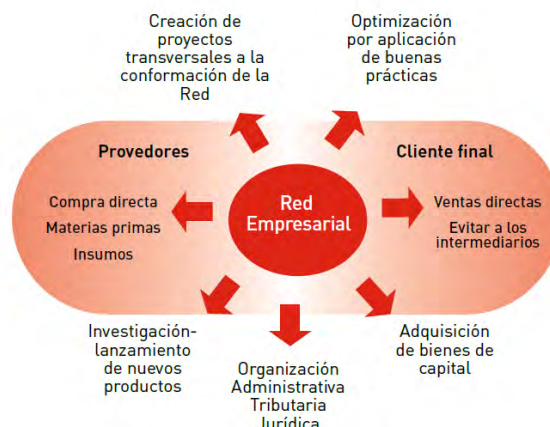 Creación de
proyectos
transversales a la
conformación de la
Red
Optimización
por aplicación
de buenas
prácticas
Provedores
Compra directa
Materias primas
Insumos
Red
Empresarial
Cliente final
Ventas directas
Evitar a los
intermediarios
Investigación-
lanzamiento
de nuevos
productos
Organización
Administrativa
Tributaria
Jurídica
Adquisición
de bienes de
capital